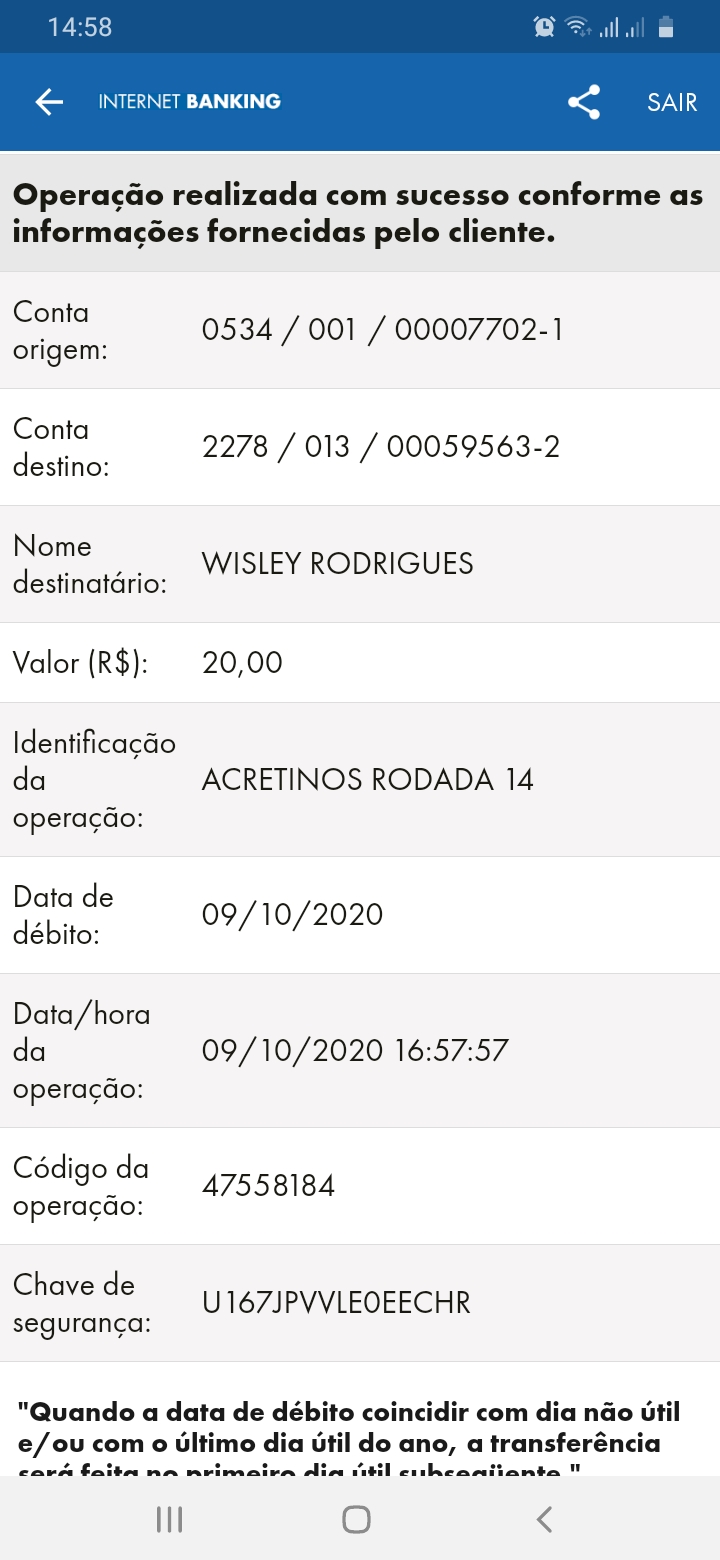 14:58
INTERNET BANKING
SAIR
Operação realizada com sucesso conforme as
informações fornecidas pelo cliente.
Conta
origem:
0534 / 001 / 00007702-1
Conta
destino:
2278 / 013 / 00059563-2
Nome
destinatário:
WISLEY RODRIGUES
Valor (R$):
20,00
Identificação
da
operação:
ACRETINOS RODADA 14
Data de
débito:
09/10/2020
Data/hora
da
operação:
09/10/2020 16:57:57
Código da
operação:
47558184
Chave de
segurança:
U167JPVVLE0EECHR
"Quando a data de débito coincidir com dia não útil
e/ou com o último dia útil do ano, a transferência
será feita no primeiro dia útil subseqüente."